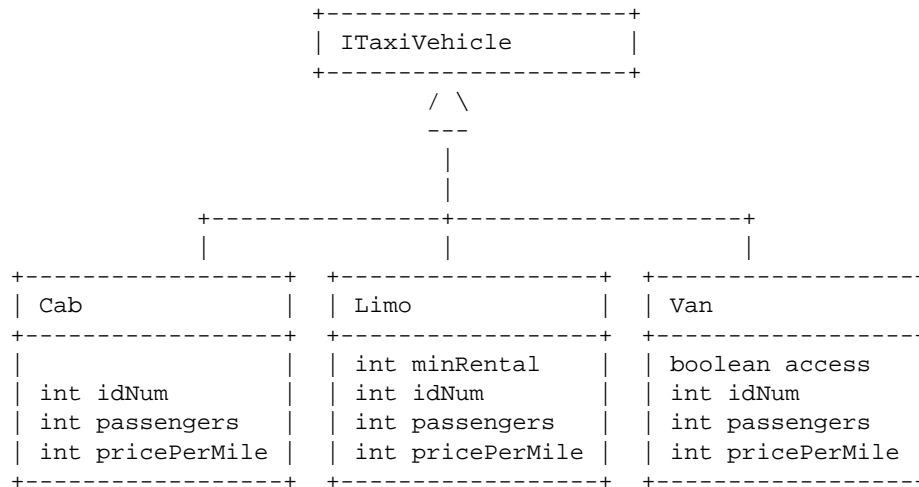 ITaxiVehicle
Cab Limo Van
int minRental boolean access
int idNum int idNum int idNum
int passengers int passengers int passengers
int pricePerMile int pricePerMile int pricePerMile